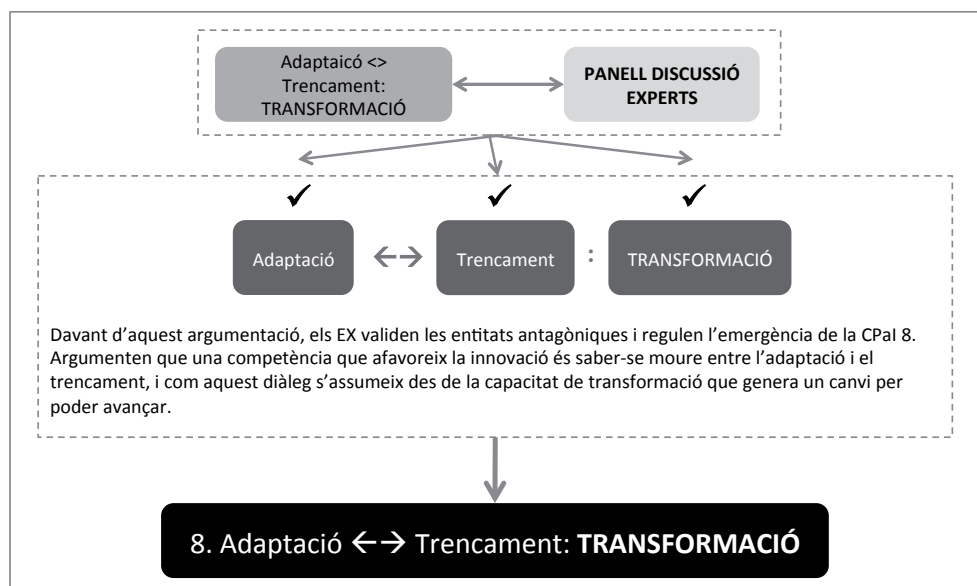 Adaptaicó <>
Trencament:
TRANSFORMACIÓ
PANELL DISCUSSIÓ
EXPERTS
✓ ✓ ✓
Adaptació ←→ Trencament : TRANSFORMACIÓ
Davant d’aquest argumentació, els EX validen les entitats antagòniques i regulen l’emergència de la CPaI 8.
Argumenten que una competència que afavoreix la innovació és saber-se moure entre l’adaptació i el
trencament, i com aquest diàleg s’assumeix des de la capacitat de transformació que genera un canvi per
poder avançar.
8. Adaptació ←→ Trencament: TRANSFORMACIÓ